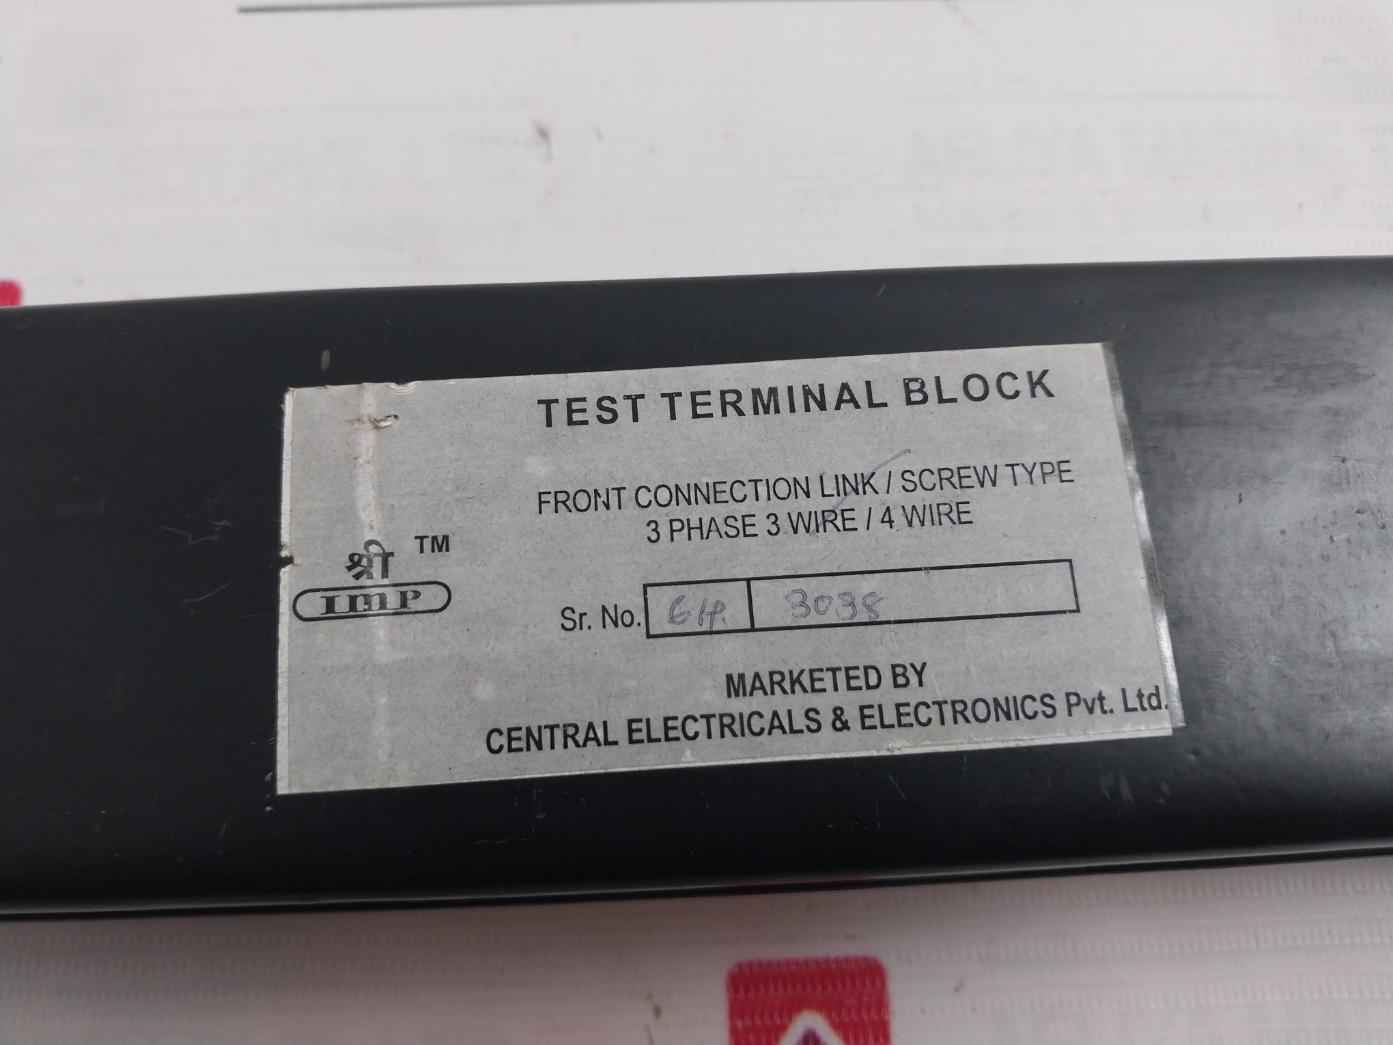 TEST TERMINAL BLOCK
FRONT CONNECTION LINK / SCREW TYPE
3 PHASE 3 WIRE / 4 WIRE
श्री TM
IMP
Sr. No. 3038
MARKETED BY
CENTRAL ELECTRICALS & ELECTRONICS Pvt. Ltd.